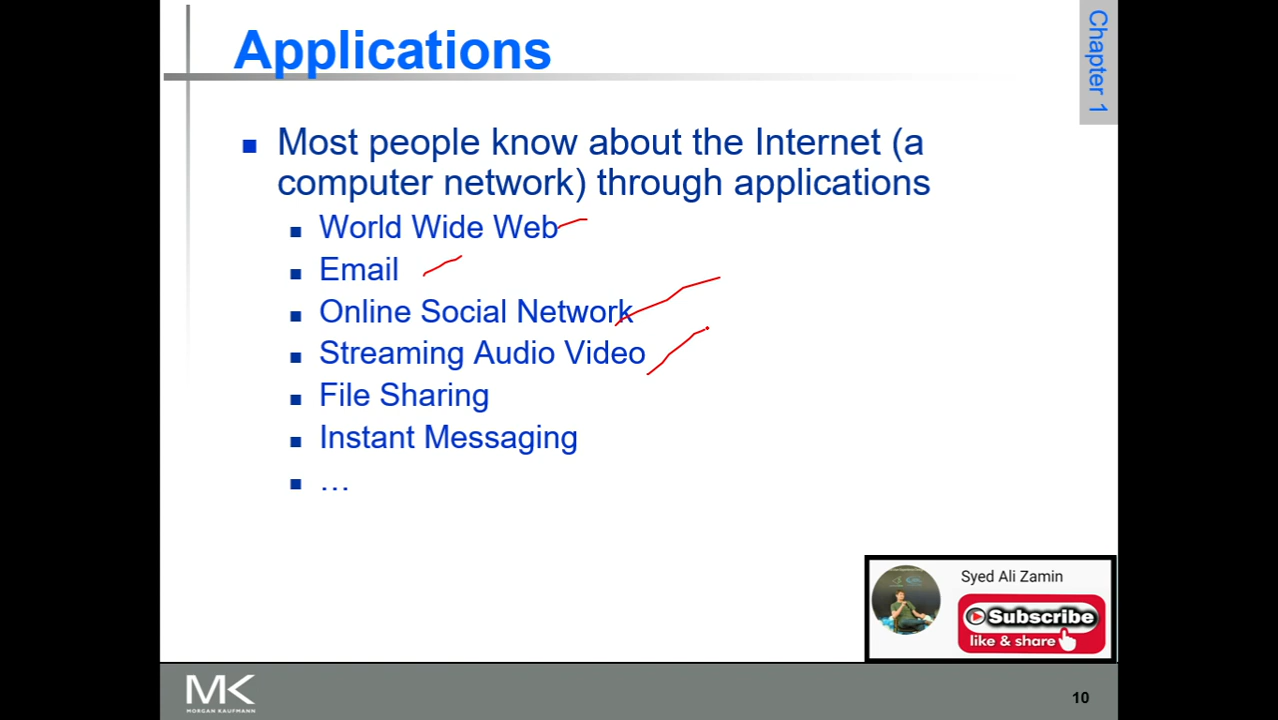 Applications
Chapter 1
Most people know about the Internet (a
computer network) through applications
World Wide Web
Email
Online Social Network
Streaming Audio Video
File Sharing
Instant Messaging
…
Syed Ali Zamin
Subscribe
like & share
MK
MORGAN KAUFMANN
10